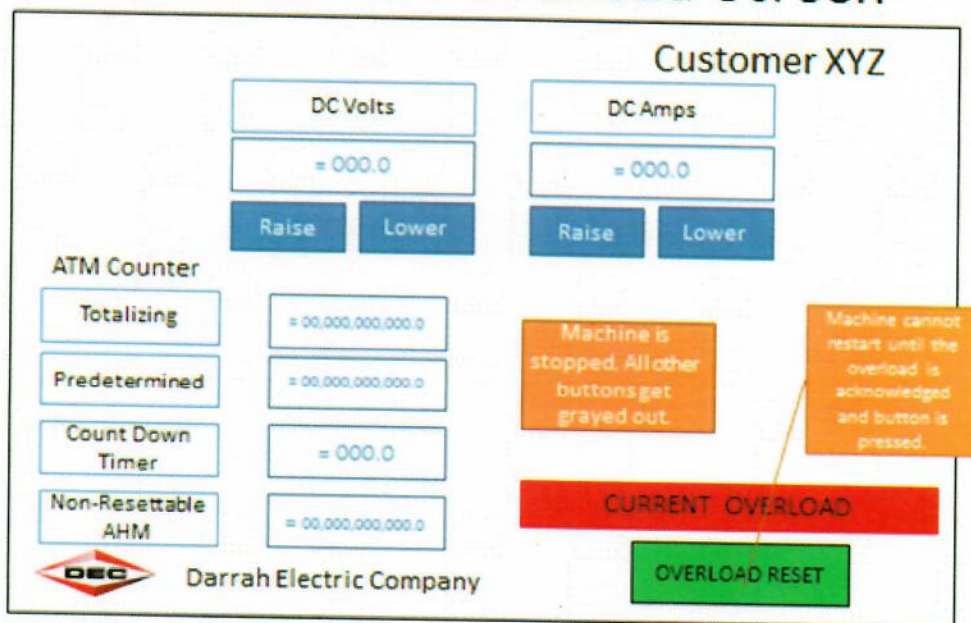 Customer XYZ
DC Volts
DC Amps
= 000.0
= 000.0
Raise
Lower
Raise
Lower
ATM Counter
Totalizing
= 00,000,000,000.0
Predetermined
= 00,000,000,000.0
Count Down
Timer
= 000.0
Non-Resettable
AHM
= 00,000,000,000.0
Machine is
stopped. All other
buttons get
grayed out.
Machine cannot
restart until the
overload is
acknowledged
and button is
pressed.
CURRENT OVERLOAD
OVERLOAD RESET
DEC
Darrah Electric Company